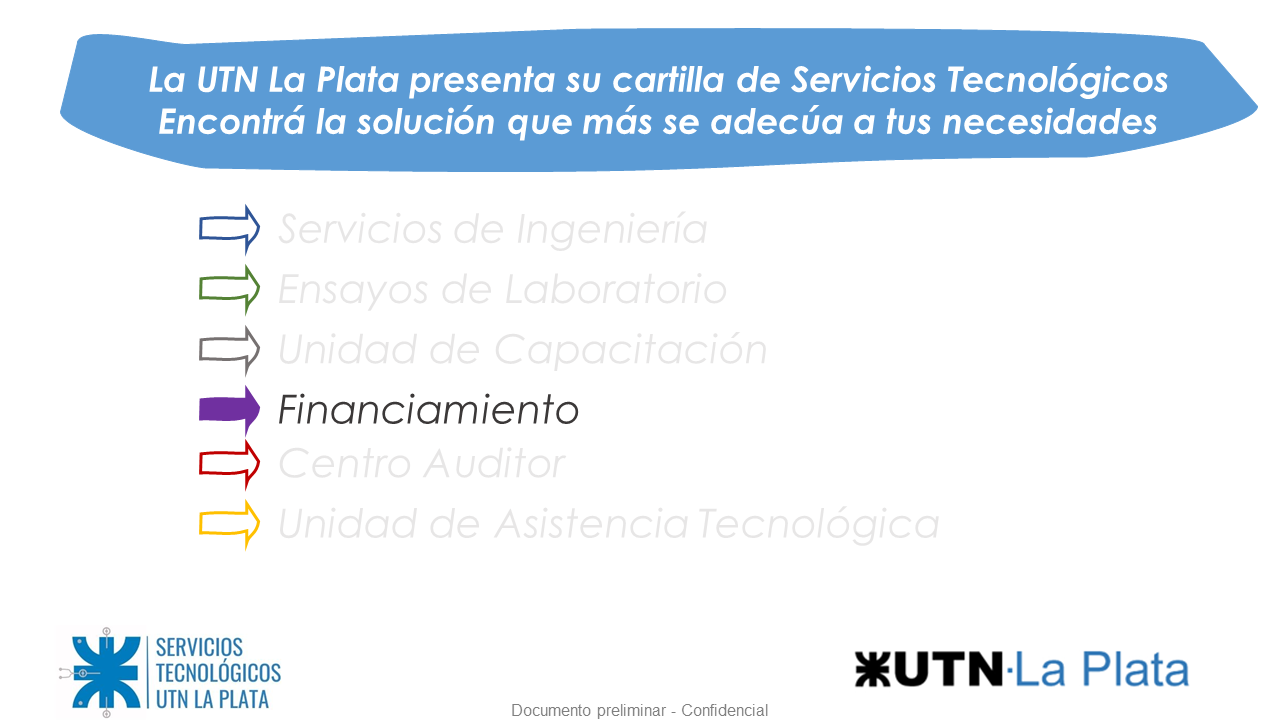 La UTN La Plata presenta su cartilla de Servicios Tecnológicos
Encontrá la solución que más se adecúa a tus necesidades
Servicios de Ingeniería
Ensayos de Laboratorio
Unidad de Capacitación
Financiamiento
Centro Auditor
Unidad de Asistencia Tecnológica
SERVICIOS
TECNOLÓGICOS
UTN LA PLATA
UTN·La Plata
Documento preliminar - Confidencial